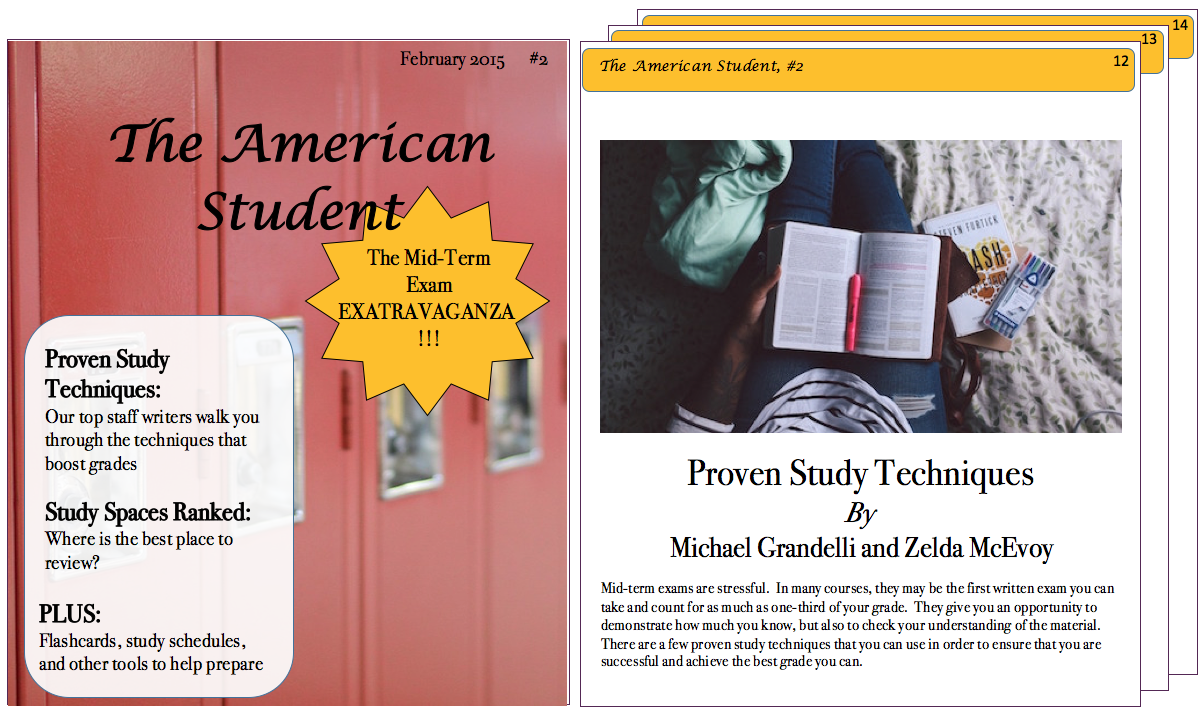 February 2015 #2
The American
Student
The Mid-Term
Exam
EXATRAVAGANZA
!!!
Proven Study
Techniques:
Our top staff writers walk you
through the techniques that
boost grades
Study Spaces Ranked:
Where is the best place to
review?
PLUS:
Flashcards, study schedules,
and other tools to help prepare
14
13
The American Student, #2 12
STEVEN FURTICK
Proven Study Techniques
By
Michael Grandelli and Zelda McEvoy
Mid-term exams are stressful. In many courses, they may be the first written exam you can
take and count for as much as one-third of your grade. They give you an opportunity to
demonstrate how much you know, but also to check your understanding of the material.
There are a few proven study techniques that you can use in order to ensure that you are
successful and achieve the best grade you can.